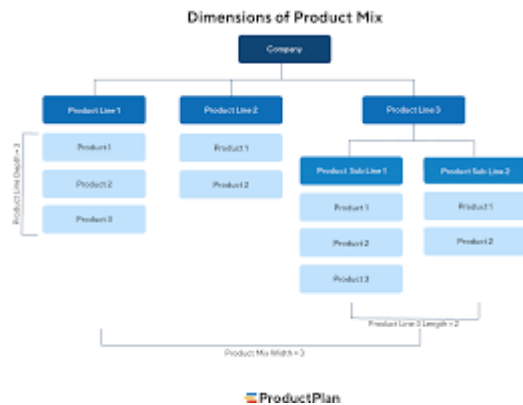 Dimensions of Product Mix
Company
Product Line 1
Product Line 2
Product Line 3
Product Line Depth = 3
Product 1
Product 2
Product 3
Product 1
Product 2
Product Sub Line 1
Product Sub Line 2
Product 1
Product 2
Product 3
Product 1
Product 2
Product Line 3 Length = 2
Product Mix Width = 3
ProductPlan